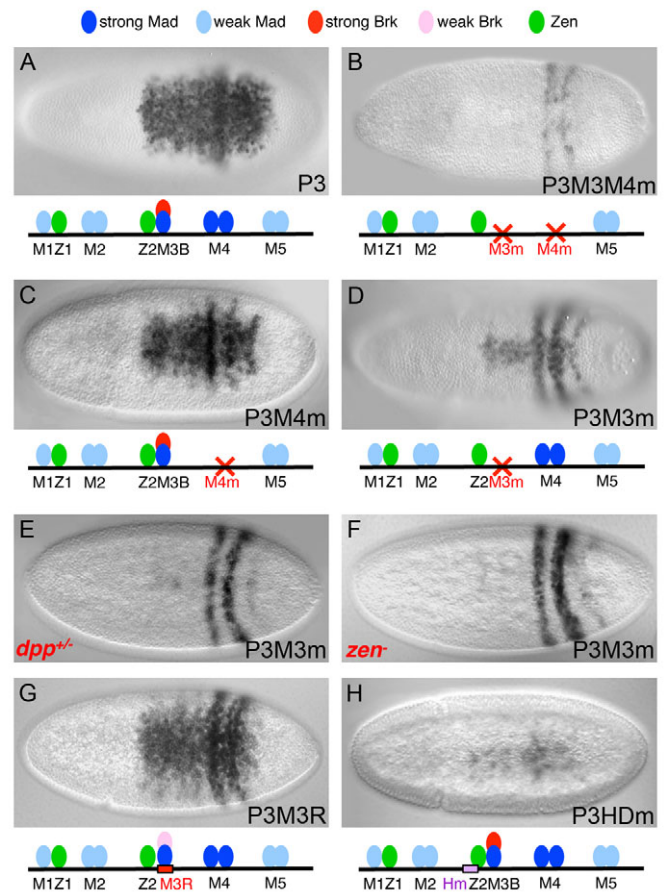 strong Mad weak Mad strong Brk weak Brk Zen
A
P3
B
P3M3M4m
M1Z1 M2 Z2M3B M4 M5
M1Z1 M2 Z2 M3m M4m M5
C
P3M4m
D
P3M3m
M1Z1 M2 Z2M3B M4m M5
M1Z1 M2 Z2M3m M4 M5
E
dpp+/-
P3M3m
F
zen-
P3M3m
G
P3M3R
H
P3HDm
M1Z1 M2 Z2 M3R M4 M5
M1Z1 M2 Hm Z2M3B M4 M5